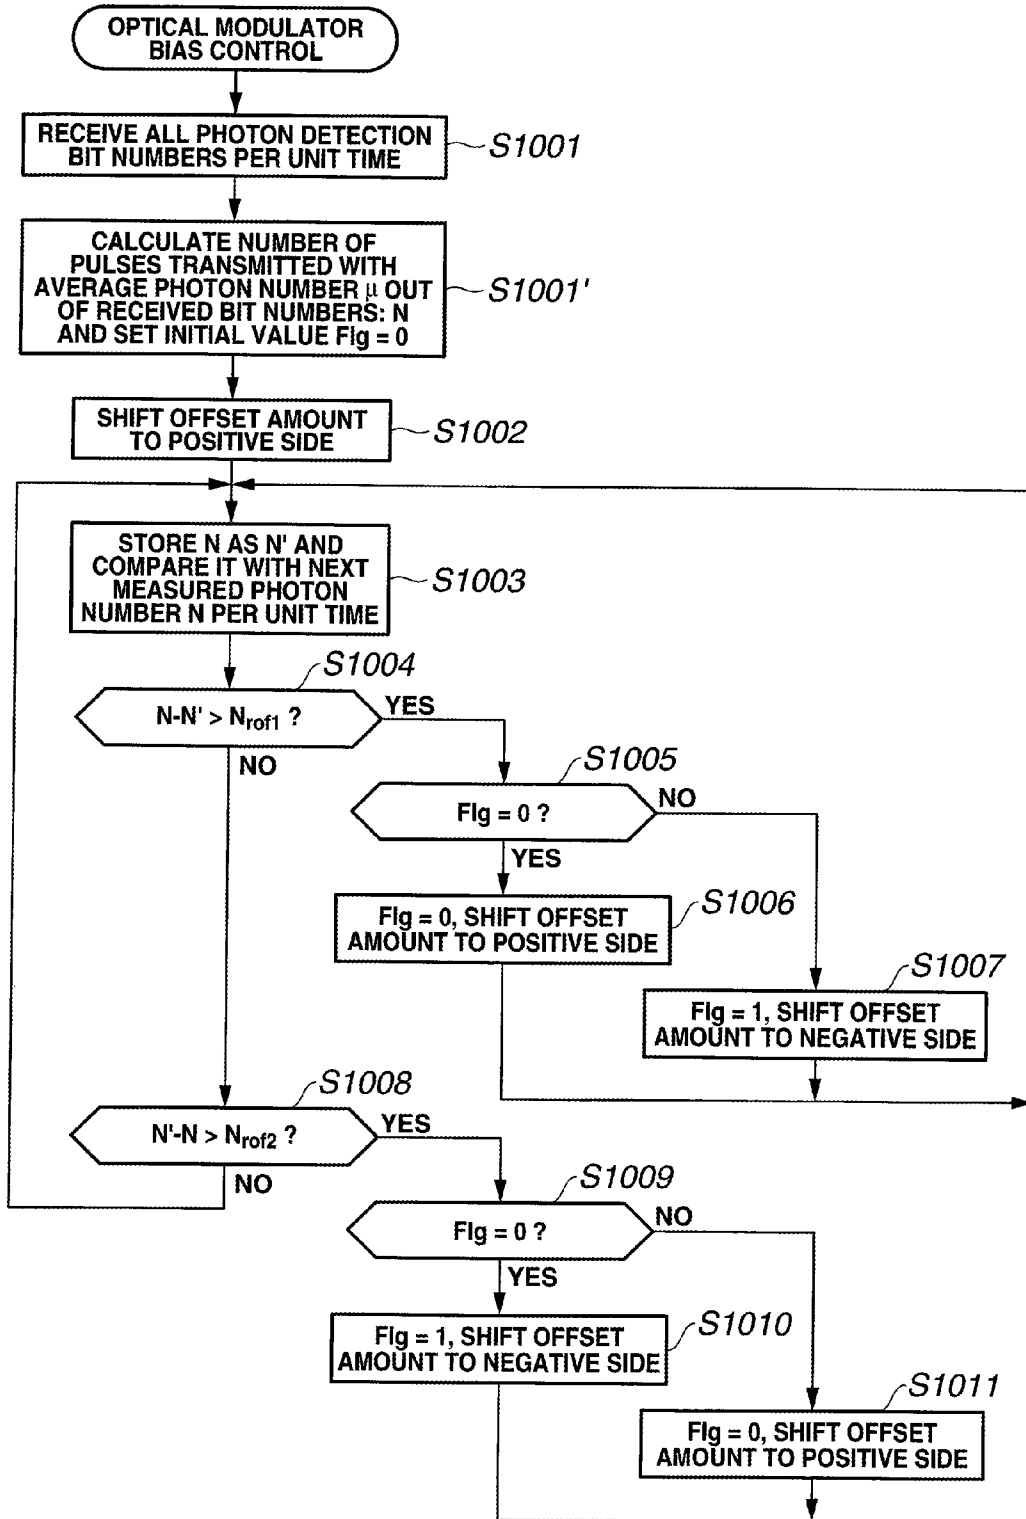 OPTICAL MODULATOR
BIAS CONTROL
RECEIVE ALL PHOTON DETECTION
BIT NUMBERS PER UNIT TIME
S1001
CALCULATE NUMBER OF
PULSES TRANSMITTED WITH
AVERAGE PHOTON NUMBER μ OUT
OF RECEIVED BIT NUMBERS: N
AND SET INITIAL VALUE Flg = 0
S1001'
SHIFT OFFSET AMOUNT
TO POSITIVE SIDE
S1002
STORE N AS N' AND
COMPARE IT WITH NEXT
MEASURED PHOTON
NUMBER N PER UNIT TIME
S1003
S1004
N-N' > Nrof1 ?
YES
NO
S1005
Flg = 0 ?
NO
YES
S1006
Flg = 0, SHIFT OFFSET
AMOUNT TO POSITIVE SIDE
S1007
Flg = 1, SHIFT OFFSET
AMOUNT TO NEGATIVE SIDE
S1008
N'-N > Nrof2 ?
YES
NO
S1009
Flg = 0 ?
NO
YES
S1010
Flg = 1, SHIFT OFFSET
AMOUNT TO NEGATIVE SIDE
S1011
Flg = 0, SHIFT OFFSET
AMOUNT TO POSITIVE SIDE